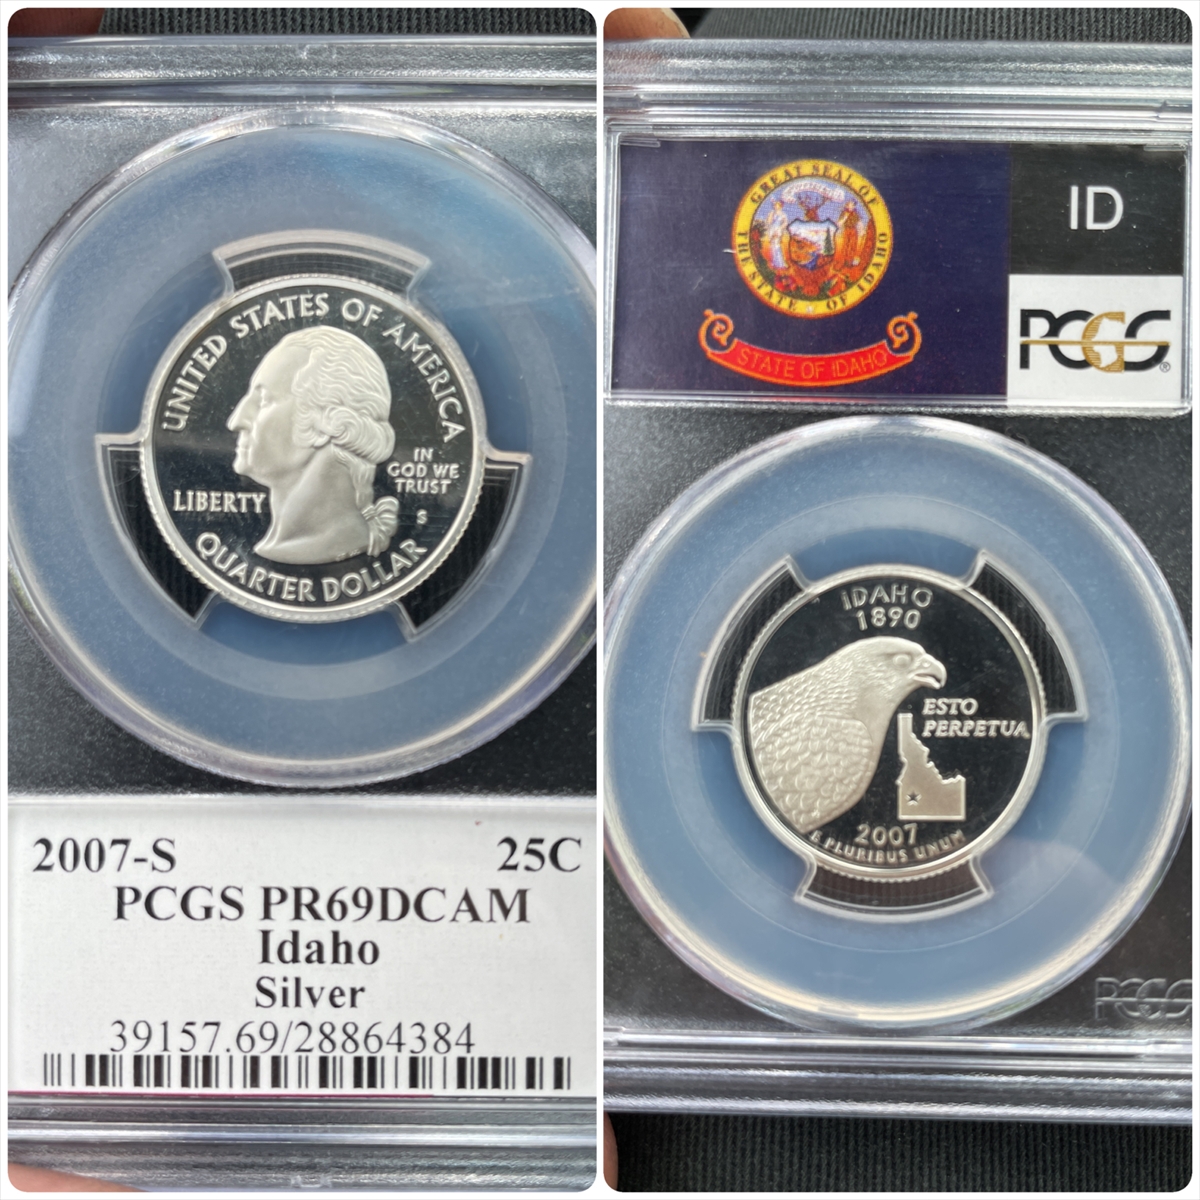 UNITED STATES OF AMERICA
IN
GOD WE
TRUST
LIBERTY
S
QUARTER DOLLAR
2007-S 25C
PCGS PR69DCAM
Idaho
Silver
39157.69/28864384
GREAT SEAL OF
THE STATE OF IDAHO
STATE OF IDAHO
ID
PCGS®
IDAHO
1890
ESTO
PERPETUA
2007
E PLURIBUS UNUM
PCGS